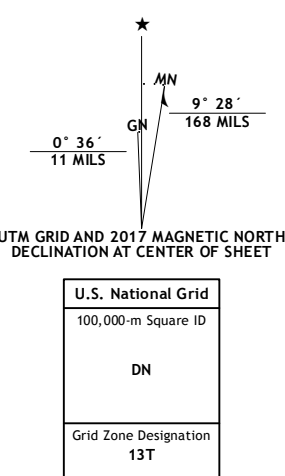 ★
MN
9° 28´
168 MILS
GN
0° 36´
11 MILS
UTM GRID AND 2017 MAGNETIC NORTH
DECLINATION AT CENTER OF SHEET
U.S. National Grid
100,000-m Square ID
DN
Grid Zone Designation
13T